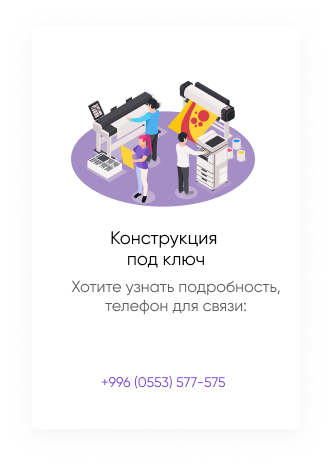 Конструкция
под ключ
Хотите узнать подробность,
телефон для связи:
+996 (0553) 577-575